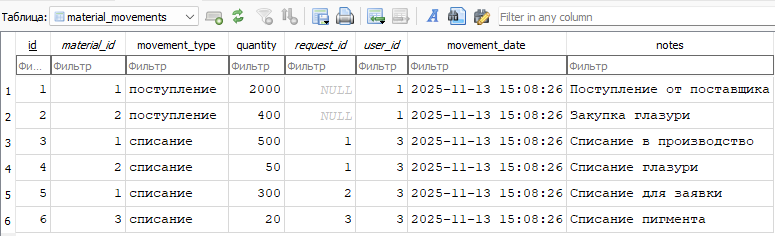 Таблица: material_movements Filter in any column
id material_id movement_type quantity request_id user_id movement_date notes
Фи... Фильтр Фильтр Фильтр Фильтр Фильтр Фильтр Фильтр
1 1 1 поступление 2000 NULL 1 2025-11-13 15:08:26 Поступление от поставщика
2 2 2 поступление 400 NULL 1 2025-11-13 15:08:26 Закупка глазури
3 3 1 списание 500 1 3 2025-11-13 15:08:26 Списание в производство
4 4 2 списание 50 1 3 2025-11-13 15:08:26 Списание глазури
5 5 1 списание 300 2 3 2025-11-13 15:08:26 Списание для заявки
6 6 3 списание 20 3 3 2025-11-13 15:08:26 Списание пигмента